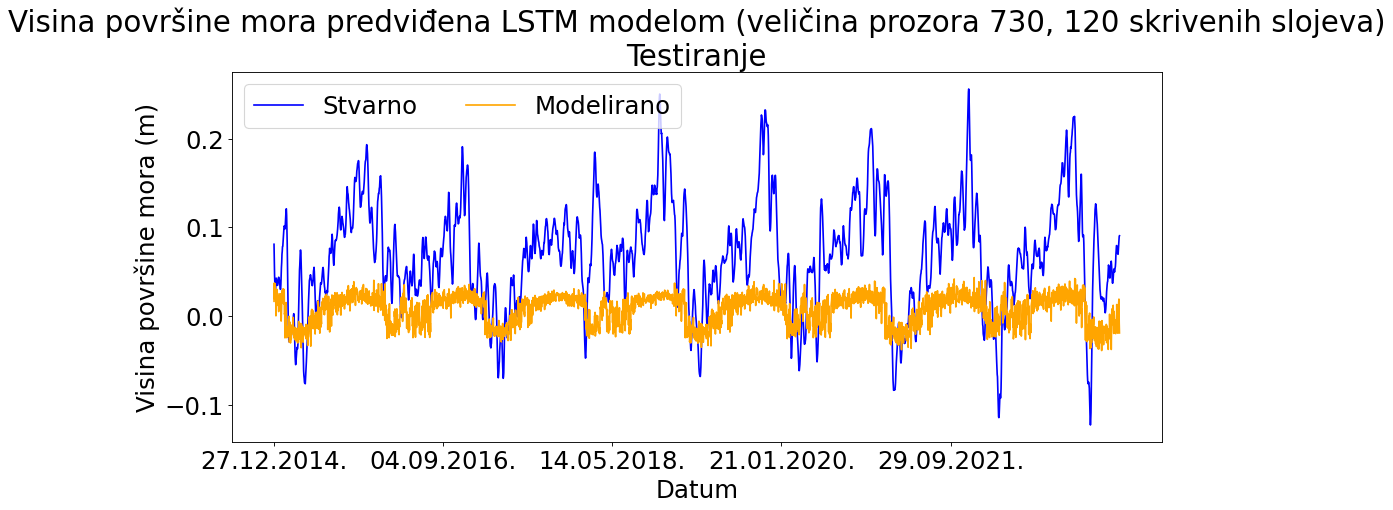 Visina površine mora predviđena LSTM modelom (veličina prozora 730, 120 skrivenih slojeva)
Testiranje
Stvarno
Modelirano
Visina površine mora (m)
0.2
0.1
0.0
−0.1
27.12.2014.
04.09.2016.
14.05.2018.
21.01.2020.
29.09.2021.
Datum